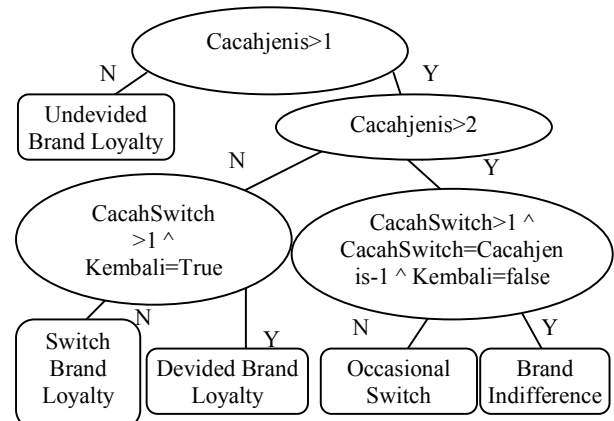 Cacahjenis>1
N
Y
Undevided
Brand Loyalty
Cacahjenis>2
N
Y
CacahSwitch
>1 ^
Kembali=True
CacahSwitch>1 ^
CacahSwitch=Cacahjen
is-1 ^ Kembali=false
N
Y
N
Y
Switch
Brand
Loyalty
Devided Brand
Loyalty
Occasional
Switch
Brand
Indifference